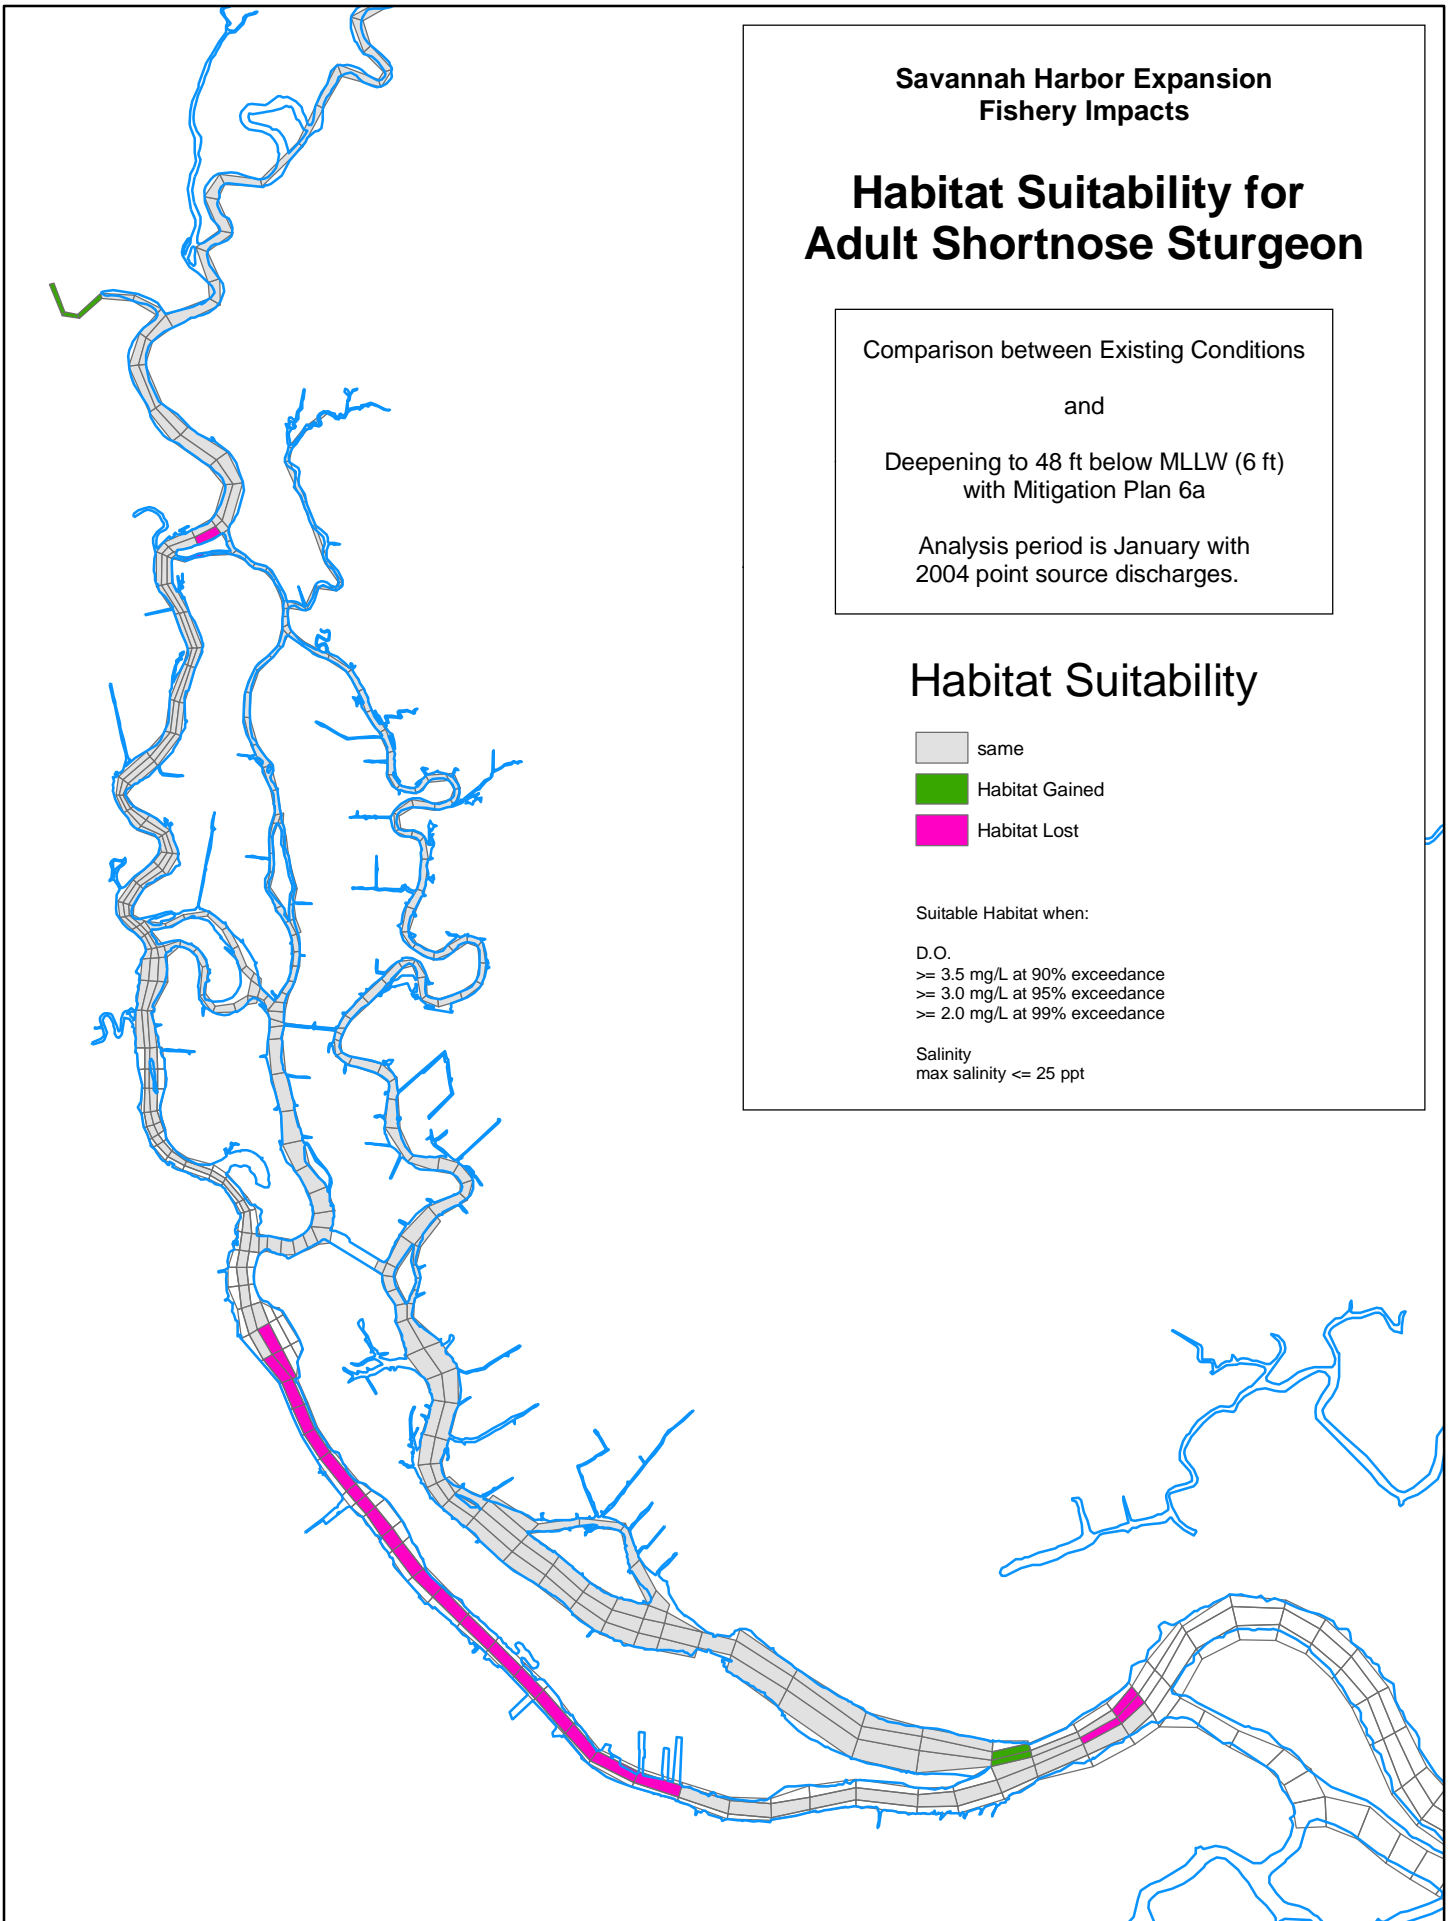 Savannah Harbor Expansion
Fishery Impacts
Habitat Suitability for
Adult Shortnose Sturgeon
Comparison between Existing Conditions
and
Deepening to 48 ft below MLLW (6 ft)
with Mitigation Plan 6a
Analysis period is January with
2004 point source discharges.
Habitat Suitability
same
Habitat Gained
Habitat Lost
Suitable Habitat when:
D.O.
>= 3.5 mg/L at 90% exceedance
>= 3.0 mg/L at 95% exceedance
>= 2.0 mg/L at 99% exceedance
Salinity
max salinity <= 25 ppt